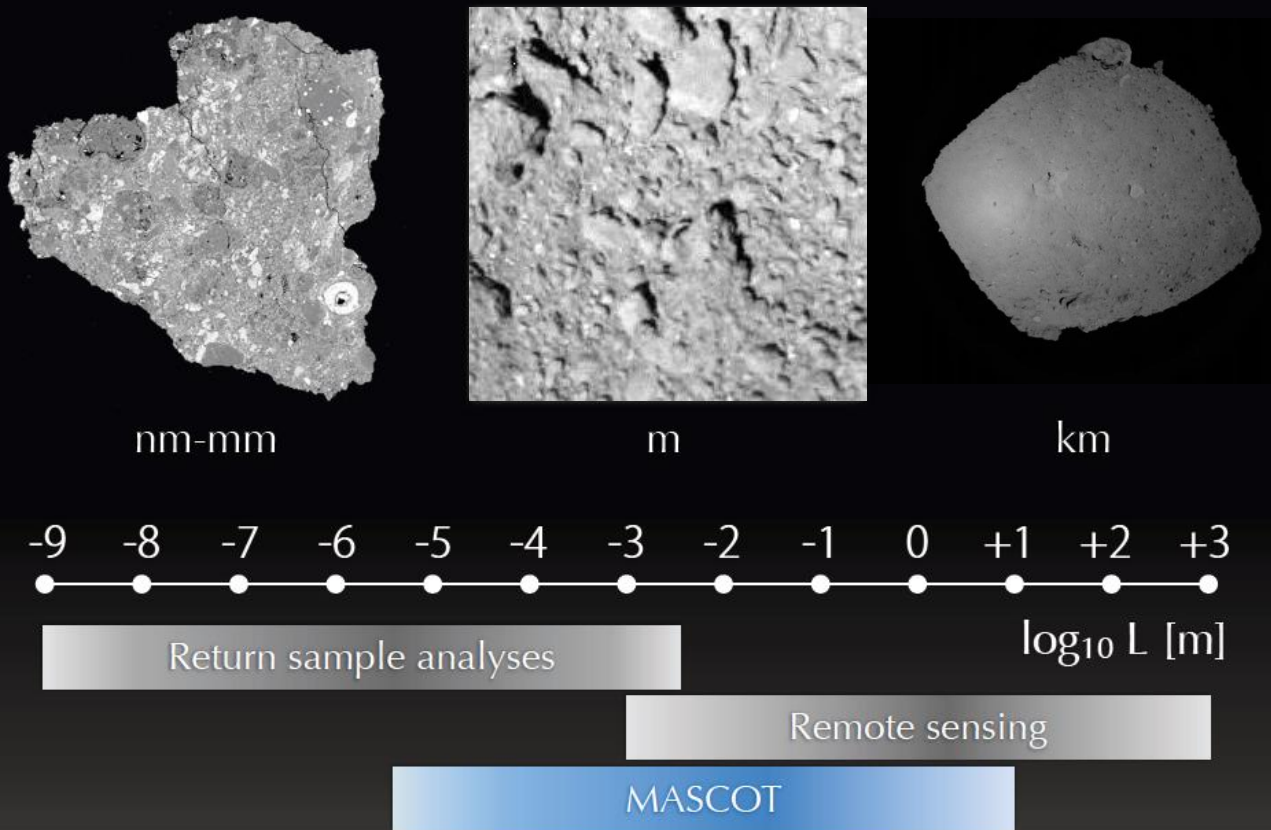 nm-mm m km
-9 -8 -7 -6 -5 -4 -3 -2 -1 0 +1 +2 +3
log₁₀ L [m]
Return sample analyses
Remote sensing
MASCOT